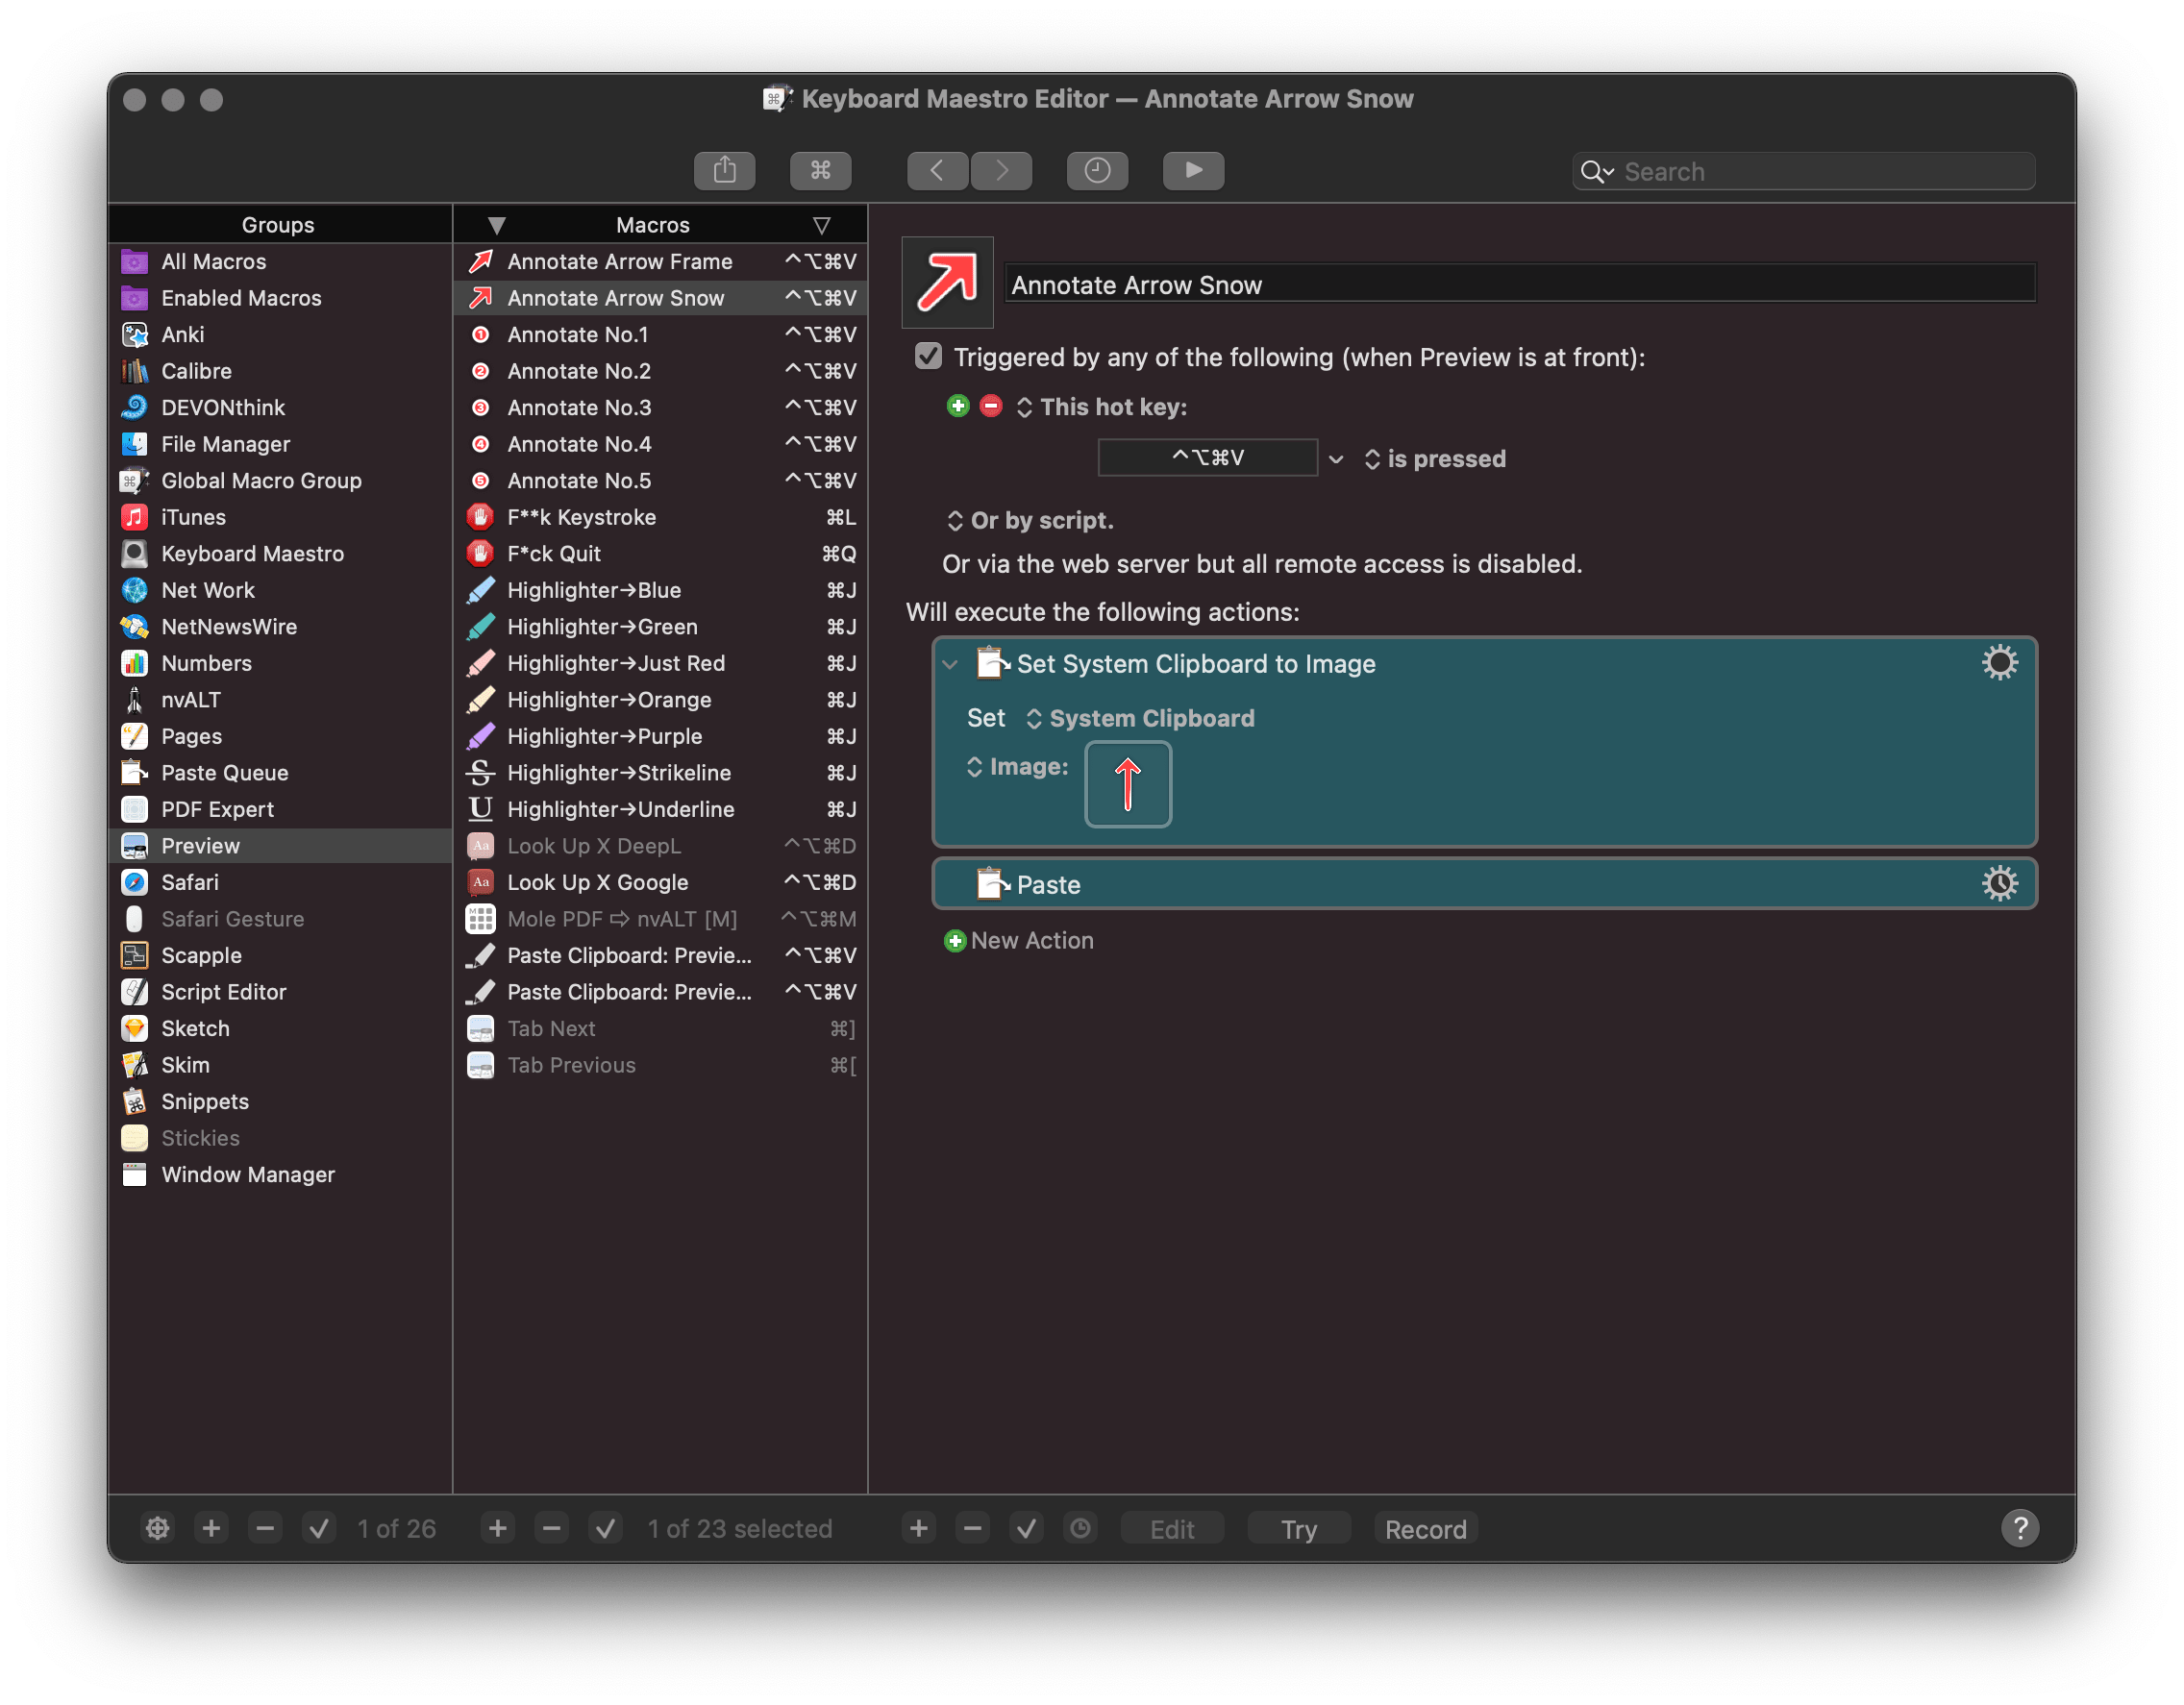 Keyboard Maestro Editor — Annotate Arrow Snow
⌘
Search
Groups
All Macros
Enabled Macros
Anki
Calibre
DEVONthink
File Manager
Global Macro Group
iTunes
Keyboard Maestro
Net Work
NetNewsWire
Numbers
nvALT
Pages
Paste Queue
PDF Expert
Preview
Safari
Safari Gesture
Scapple
Script Editor
Sketch
Skim
Snippets
Stickies
Window Manager
▼ Macros ▽
Annotate Arrow Frame ^⌥⌘V
Annotate Arrow Snow ^⌥⌘V
Annotate No.1 ^⌥⌘V
Annotate No.2 ^⌥⌘V
Annotate No.3 ^⌥⌘V
Annotate No.4 ^⌥⌘V
Annotate No.5 ^⌥⌘V
F**k Keystroke ⌘L
F*ck Quit ⌘Q
Highlighter→Blue ⌘J
Highlighter→Green ⌘J
Highlighter→Just Red ⌘J
Highlighter→Orange ⌘J
Highlighter→Purple ⌘J
Highlighter→Strikeline ⌘J
Highlighter→Underline ⌘J
Look Up X DeepL ^⌥⌘D
Look Up X Google ^⌥⌘D
Mole PDF ⇨ nvALT [M] ^⌥⌘M
Paste Clipboard: Previe... ^⌥⌘V
Paste Clipboard: Previe... ^⌥⌘V
Tab Next ⌘]
Tab Previous ⌘[
Annotate Arrow Snow
Triggered by any of the following (when Preview is at front):
This hot key:
^⌥⌘V is pressed
Or by script.
Or via the web server but all remote access is disabled.
Will execute the following actions:
Set System Clipboard to Image
Set System Clipboard
Image:
Paste
New Action
1 of 26
1 of 23 selected
Edit
Try
Record
?